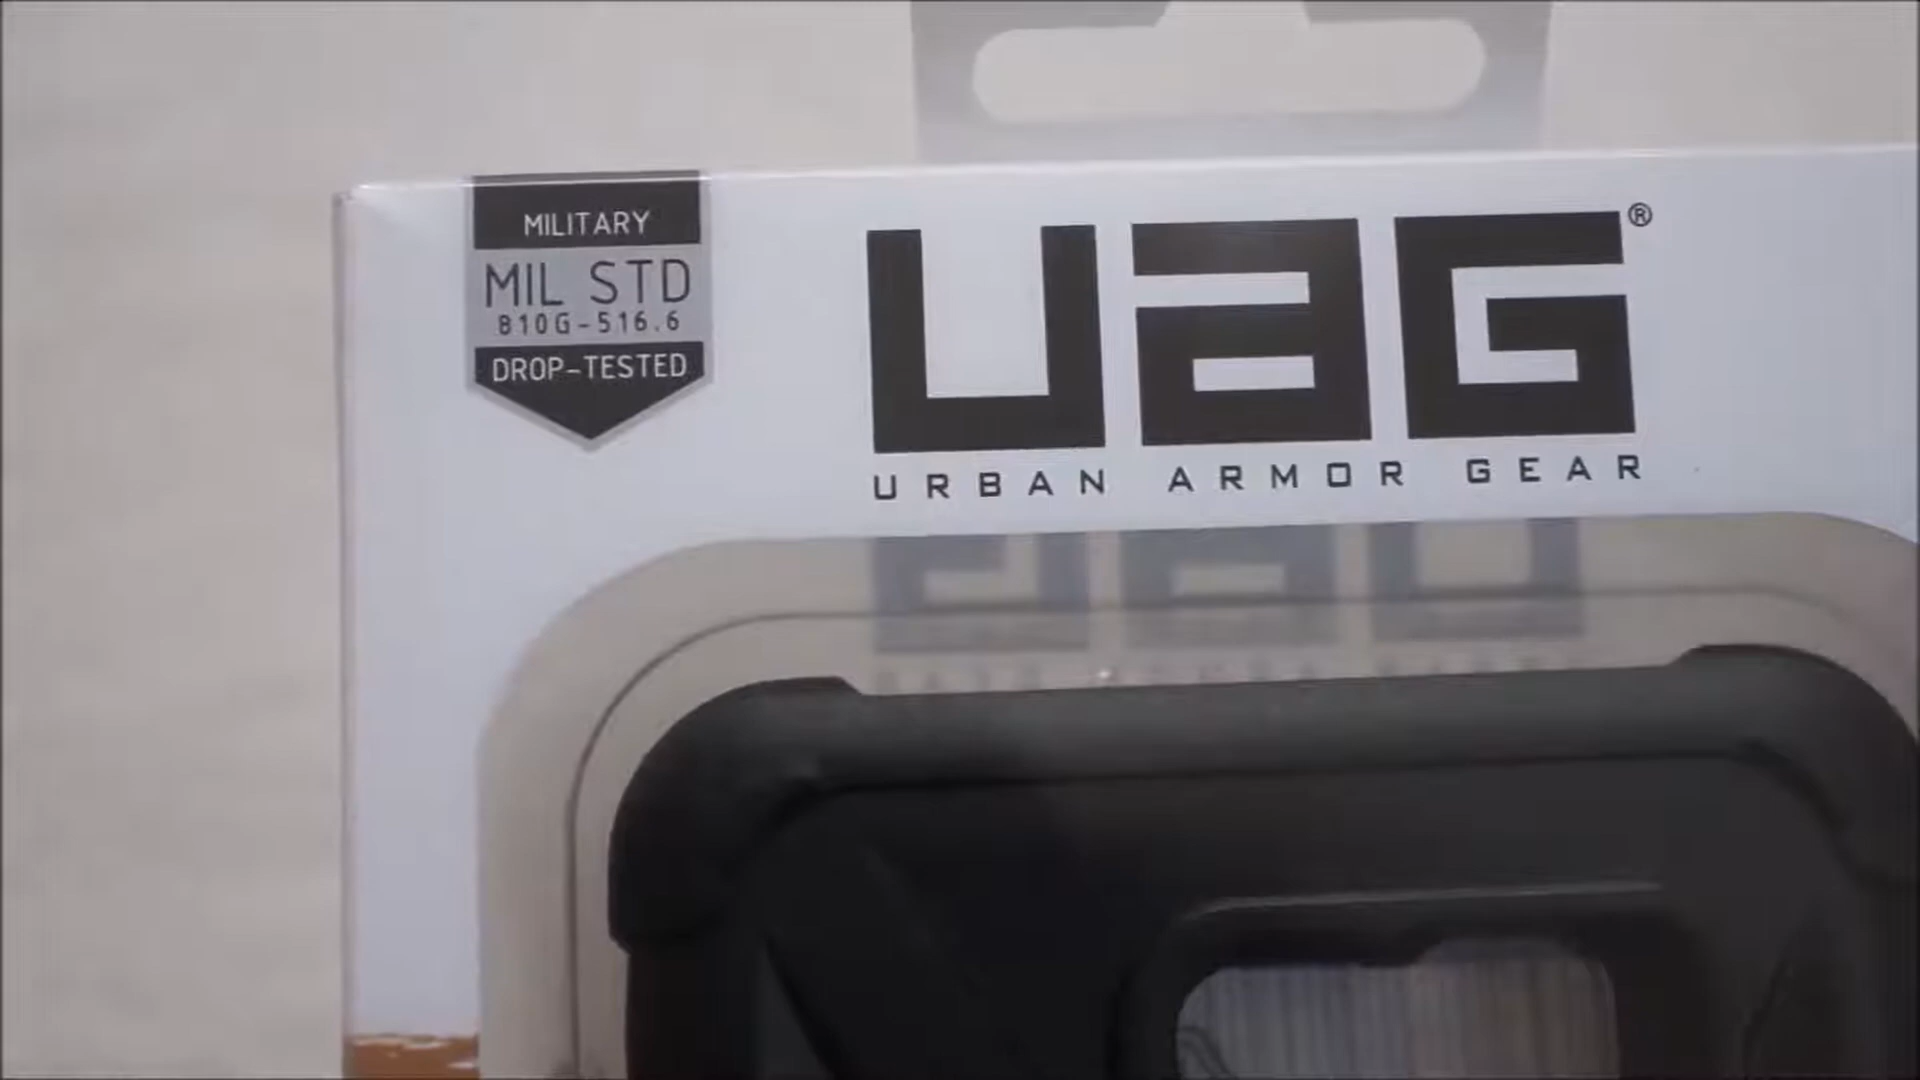 MILITARY
MIL STD
810G-516.6
DROP-TESTED
uaG®
URBAN ARMOR GEAR